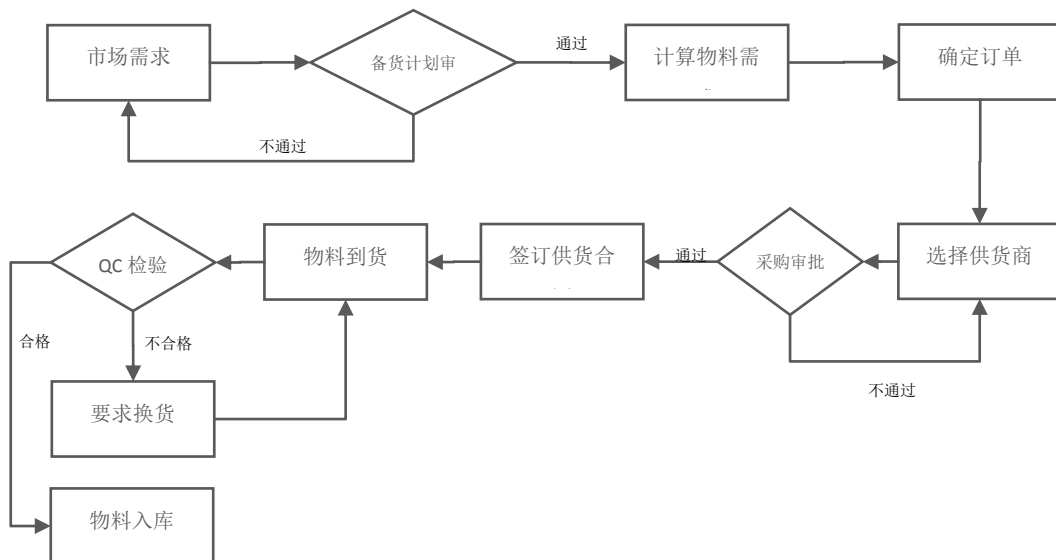 市场需求
备货计划审
通过
计算物料需
确定订单
不通过
QC 检验
物料到货
签订供货合
通过
采购审批
选择供货商
合格
不合格
不通过
要求换货
物料入库